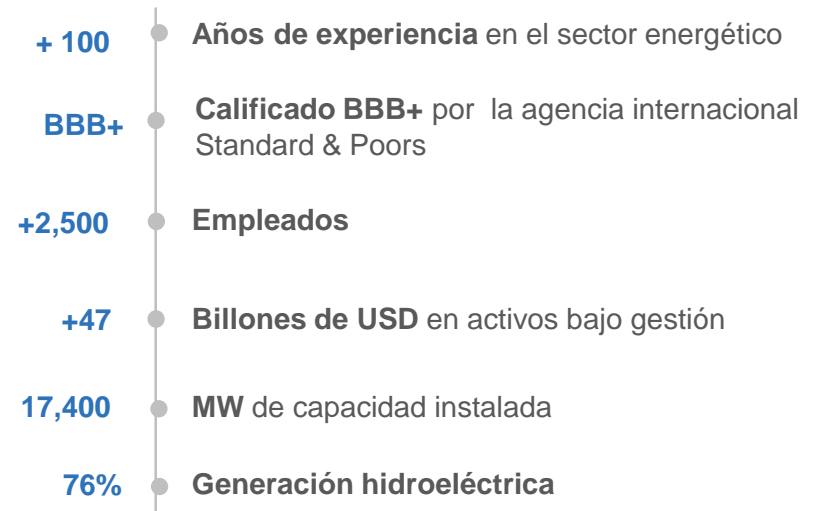 + 100 Años de experiencia en el sector energético
BBB+ Calificado BBB+ por la agencia internacional
Standard & Poors
+2,500 Empleados
+47 Billones de USD en activos bajo gestión
17,400 MW de capacidad instalada
76% Generación hidroeléctrica